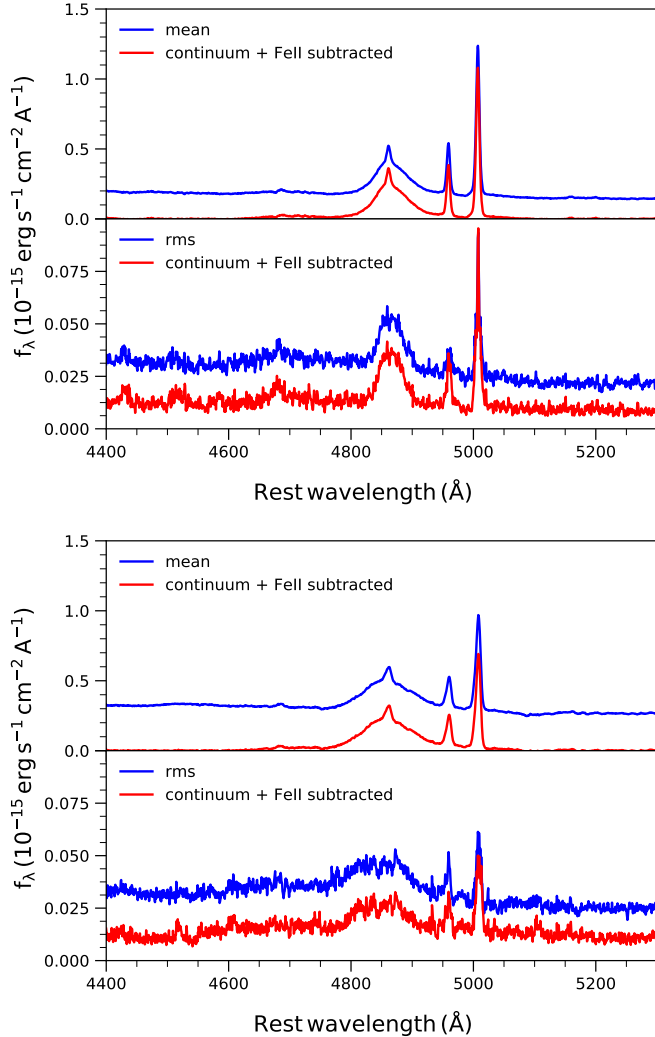 1.5
mean
continuum + FeII subtracted
1.0
0.5
0.0
rms
continuum + FeII subtracted
0.075
0.050
0.025
0.000
4400 4600 4800 5000 5200
Rest wavelength (Å)
f_λ (10⁻¹⁵ erg s⁻¹ cm⁻² A⁻¹)
1.5
mean
continuum + FeII subtracted
1.0
0.5
0.0
rms
continuum + FeII subtracted
0.075
0.050
0.025
0.000
4400 4600 4800 5000 5200
Rest wavelength (Å)
f_λ (10⁻¹⁵ erg s⁻¹ cm⁻² A⁻¹)